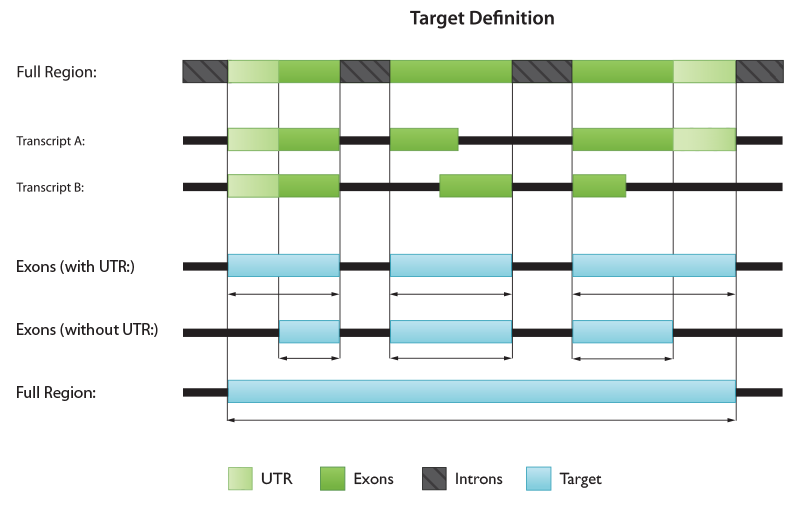 Target Definition
Full Region:
Transcript A:
Transcript B:
Exons (with UTR:)
Exons (without UTR:)
Full Region:
UTR Exons Introns Target